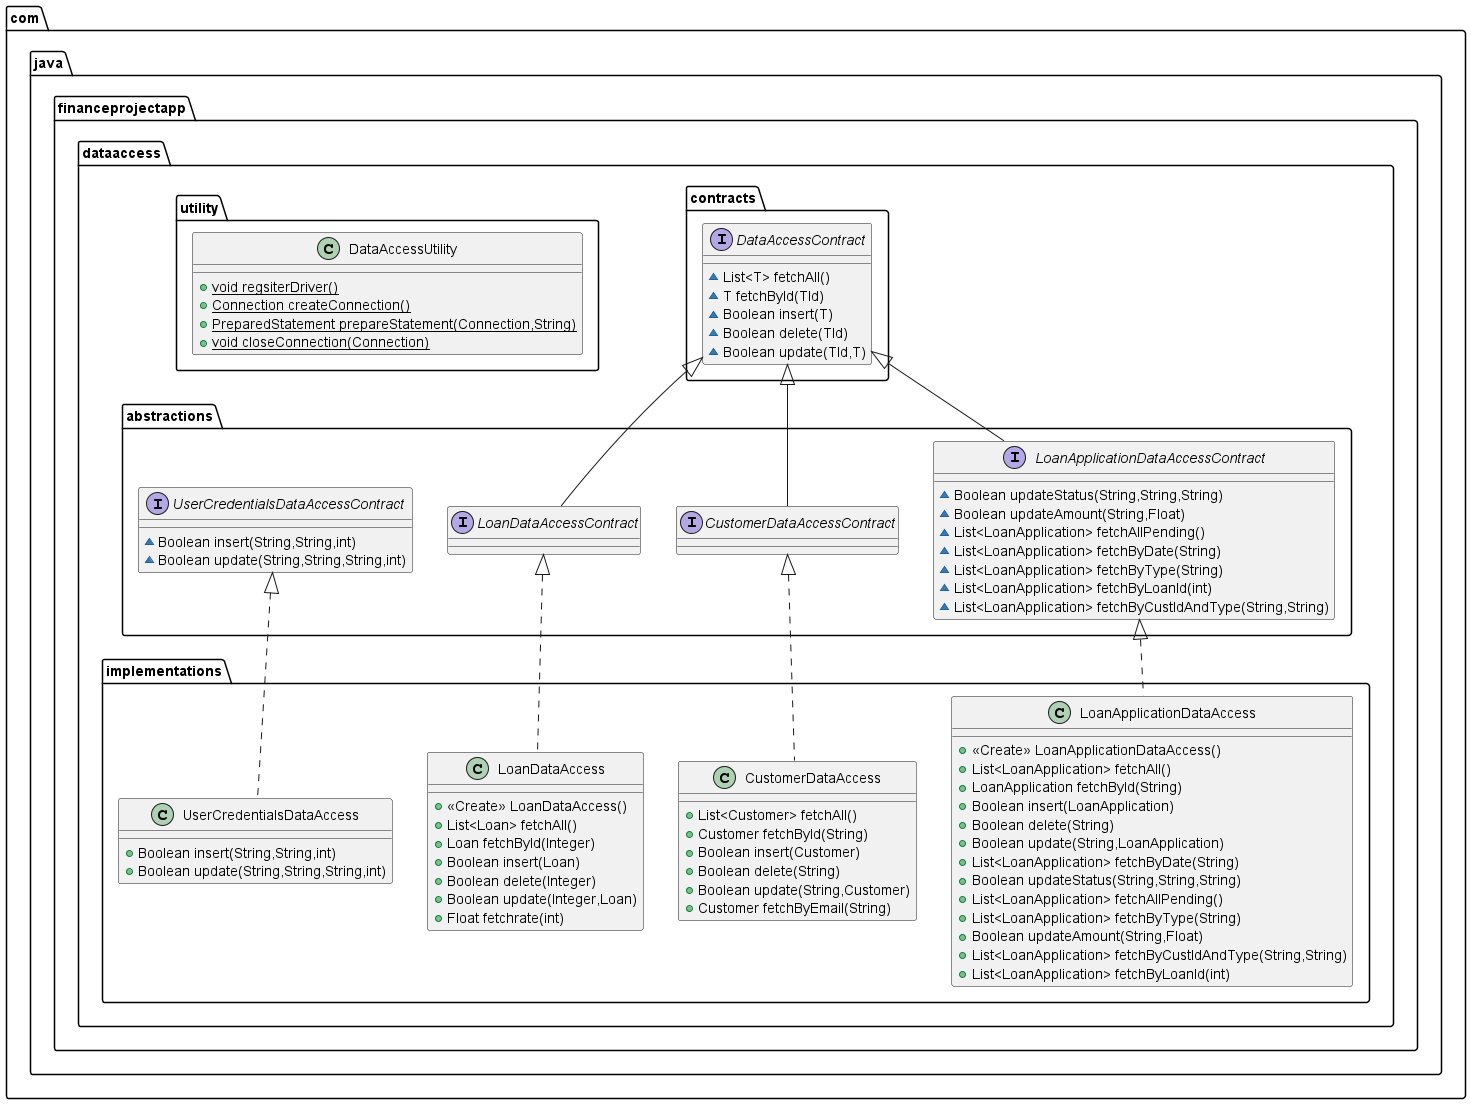 com
java
financeprojectapp
dataaccess
utility
C DataAccessUtility
void regsiterDriver()
Connection createConnection()
PreparedStatement prepareStatement(Connection,String)
void closeConnection(Connection)
contracts
I DataAccessContract
List<T> fetchAll()
T fetchById(TId)
Boolean insert(T)
Boolean delete(TId)
Boolean update(TId,T)
abstractions
I UserCredentialsDataAccessContract
Boolean insert(String,String,int)
Boolean update(String,String,String,int)
I LoanDataAccessContract
I CustomerDataAccessContract
I LoanApplicationDataAccessContract
Boolean updateStatus(String,String,String)
Boolean updateAmount(String,Float)
List<LoanApplication> fetchAllPending()
List<LoanApplication> fetchByDate(String)
List<LoanApplication> fetchByType(String)
List<LoanApplication> fetchByLoanId(int)
List<LoanApplication> fetchByCustIdAndType(String,String)
implementations
C UserCredentialsDataAccess
Boolean insert(String,String,int)
Boolean update(String,String,String,int)
C LoanDataAccess
«Create» LoanDataAccess()
List<Loan> fetchAll()
Loan fetchById(Integer)
Boolean insert(Loan)
Boolean delete(Integer)
Boolean update(Integer,Loan)
Float fetchrate(int)
C CustomerDataAccess
List<Customer> fetchAll()
Customer fetchById(String)
Boolean insert(Customer)
Boolean delete(String)
Boolean update(String,Customer)
Customer fetchByEmail(String)
C LoanApplicationDataAccess
«Create» LoanApplicationDataAccess()
List<LoanApplication> fetchAll()
LoanApplication fetchById(String)
Boolean insert(LoanApplication)
Boolean delete(String)
Boolean update(String,LoanApplication)
List<LoanApplication> fetchByDate(String)
Boolean updateStatus(String,String,String)
List<LoanApplication> fetchAllPending()
List<LoanApplication> fetchByType(String)
Boolean updateAmount(String,Float)
List<LoanApplication> fetchByCustIdAndType(String,String)
List<LoanApplication> fetchByLoanId(int)